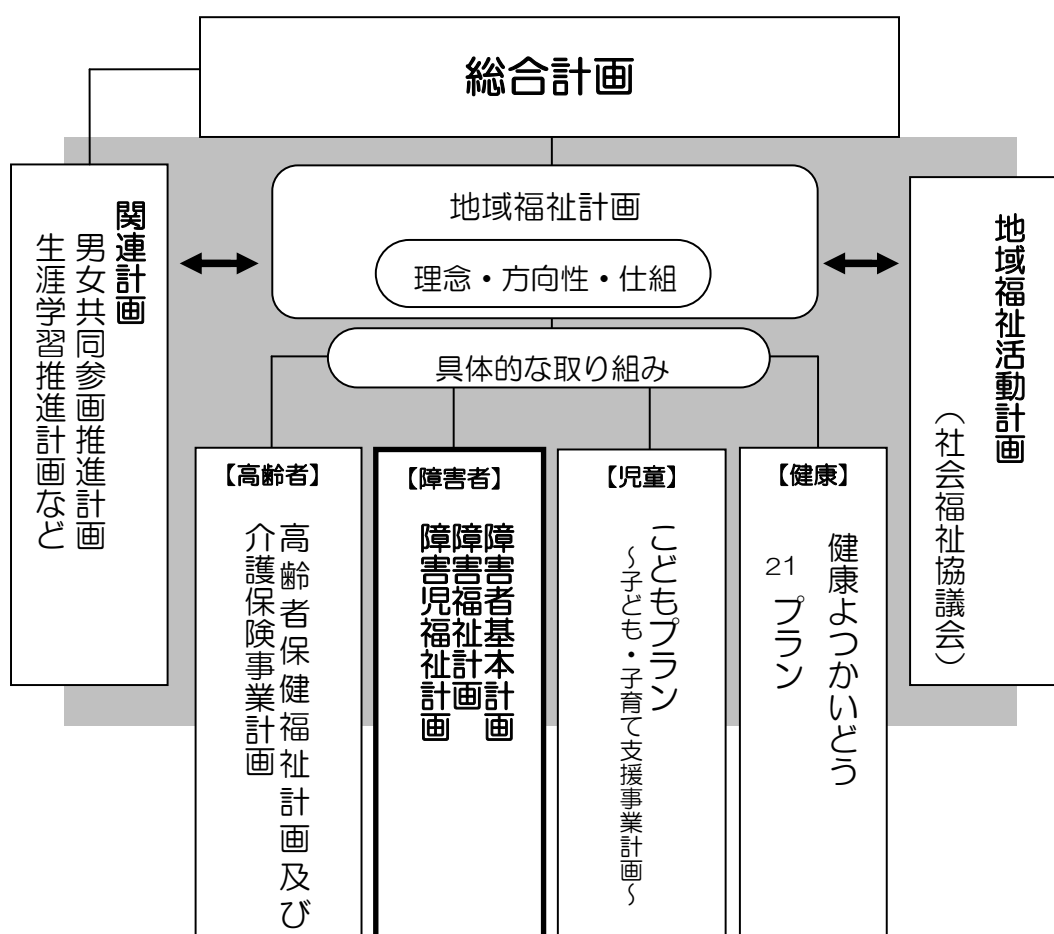 総合計画
関連計画
男女共同参画推進計画
生涯学習推進計画など
地域福祉計画
理念・方向性・仕組
地域福祉活動計画
（社会福祉協議会）
具体的な取り組み
【高齢者】
高齢者保健福祉計画及び
介護保険事業計画
【障害者】
障害者基本計画
障害福祉計画
障害児福祉計画
【児童】
こどもプラン
～子ども・子育て支援事業計画～
【健康】
健康よつかいどう
21プラン